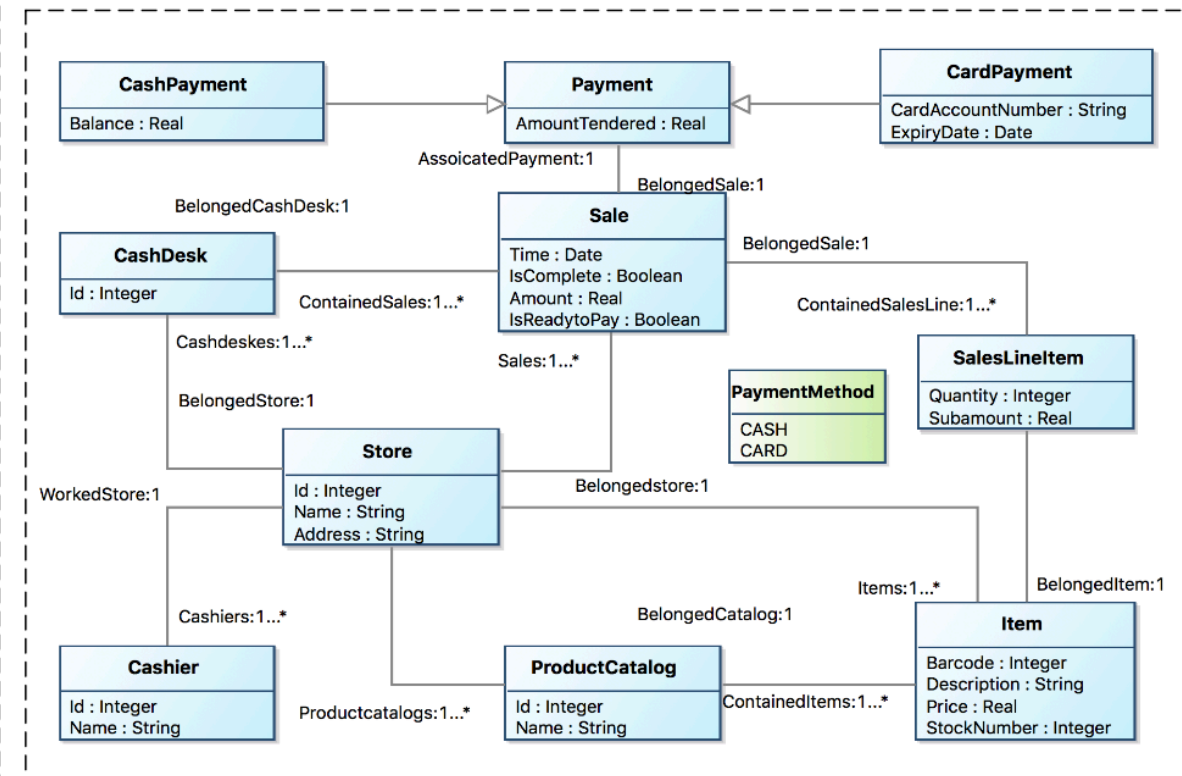 CashPayment
Balance : Real
Payment
AmountTendered : Real
CardPayment
CardAccountNumber : String
ExpiryDate : Date
AssoicatedPayment:1
BelongedSale:1
BelongedCashDesk:1
Sale
Time : Date
IsComplete : Boolean
Amount : Real
IsReadytoPay : Boolean
BelongedSale:1
CashDesk
Id : Integer
ContainedSales:1...*
ContainedSalesLine:1...*
Cashdeskes:1...*
Sales:1...*
SalesLineItem
Quantity : Integer
Subamount : Real
PaymentMethod
CASH
CARD
BelongedStore:1
Store
Id : Integer
Name : String
Address : String
WorkedStore:1
Belongedstore:1
Items:1...*
BelongedItem:1
Cashiers:1...*
BelongedCatalog:1
Cashier
Id : Integer
Name : String
Productcatalogs:1...*
ProductCatalog
Id : Integer
Name : String
ContainedItems:1...*
Item
Barcode : Integer
Description : String
Price : Real
StockNumber : Integer